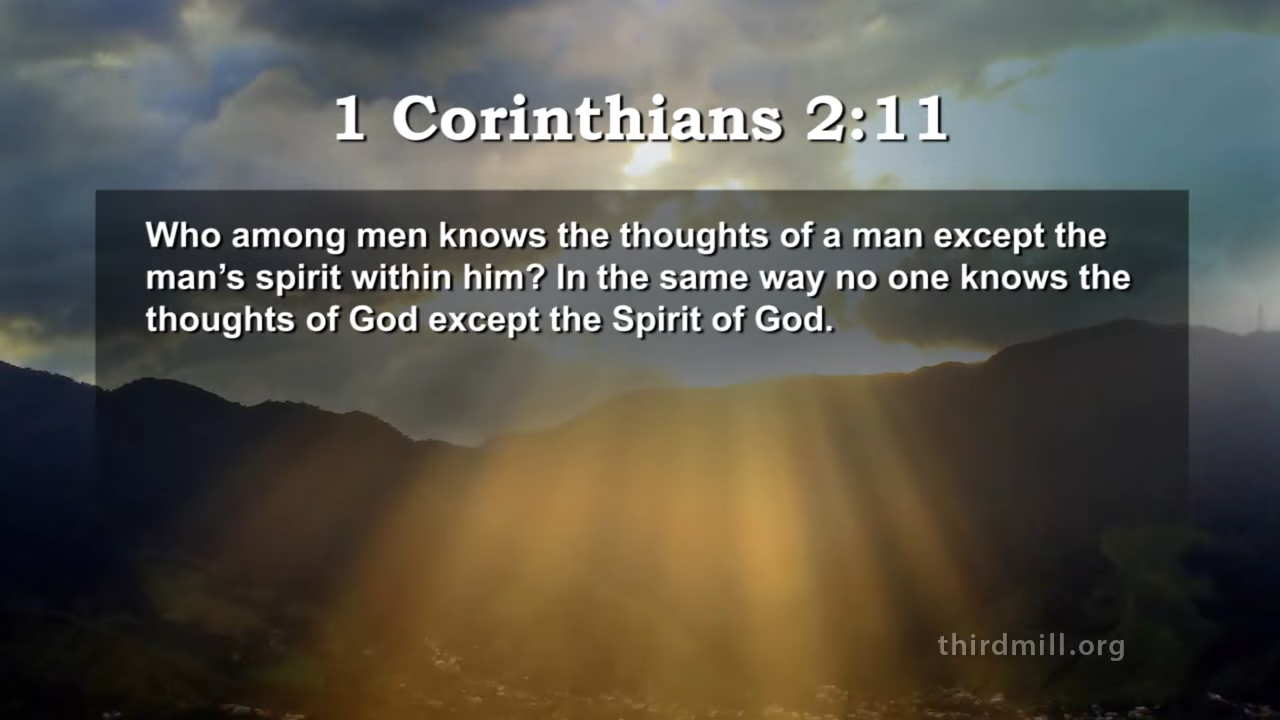 1 Corinthians 2:11
Who among men knows the thoughts of a man except the
man’s spirit within him? In the same way no one knows the
thoughts of God except the Spirit of God.
thirdmill.org